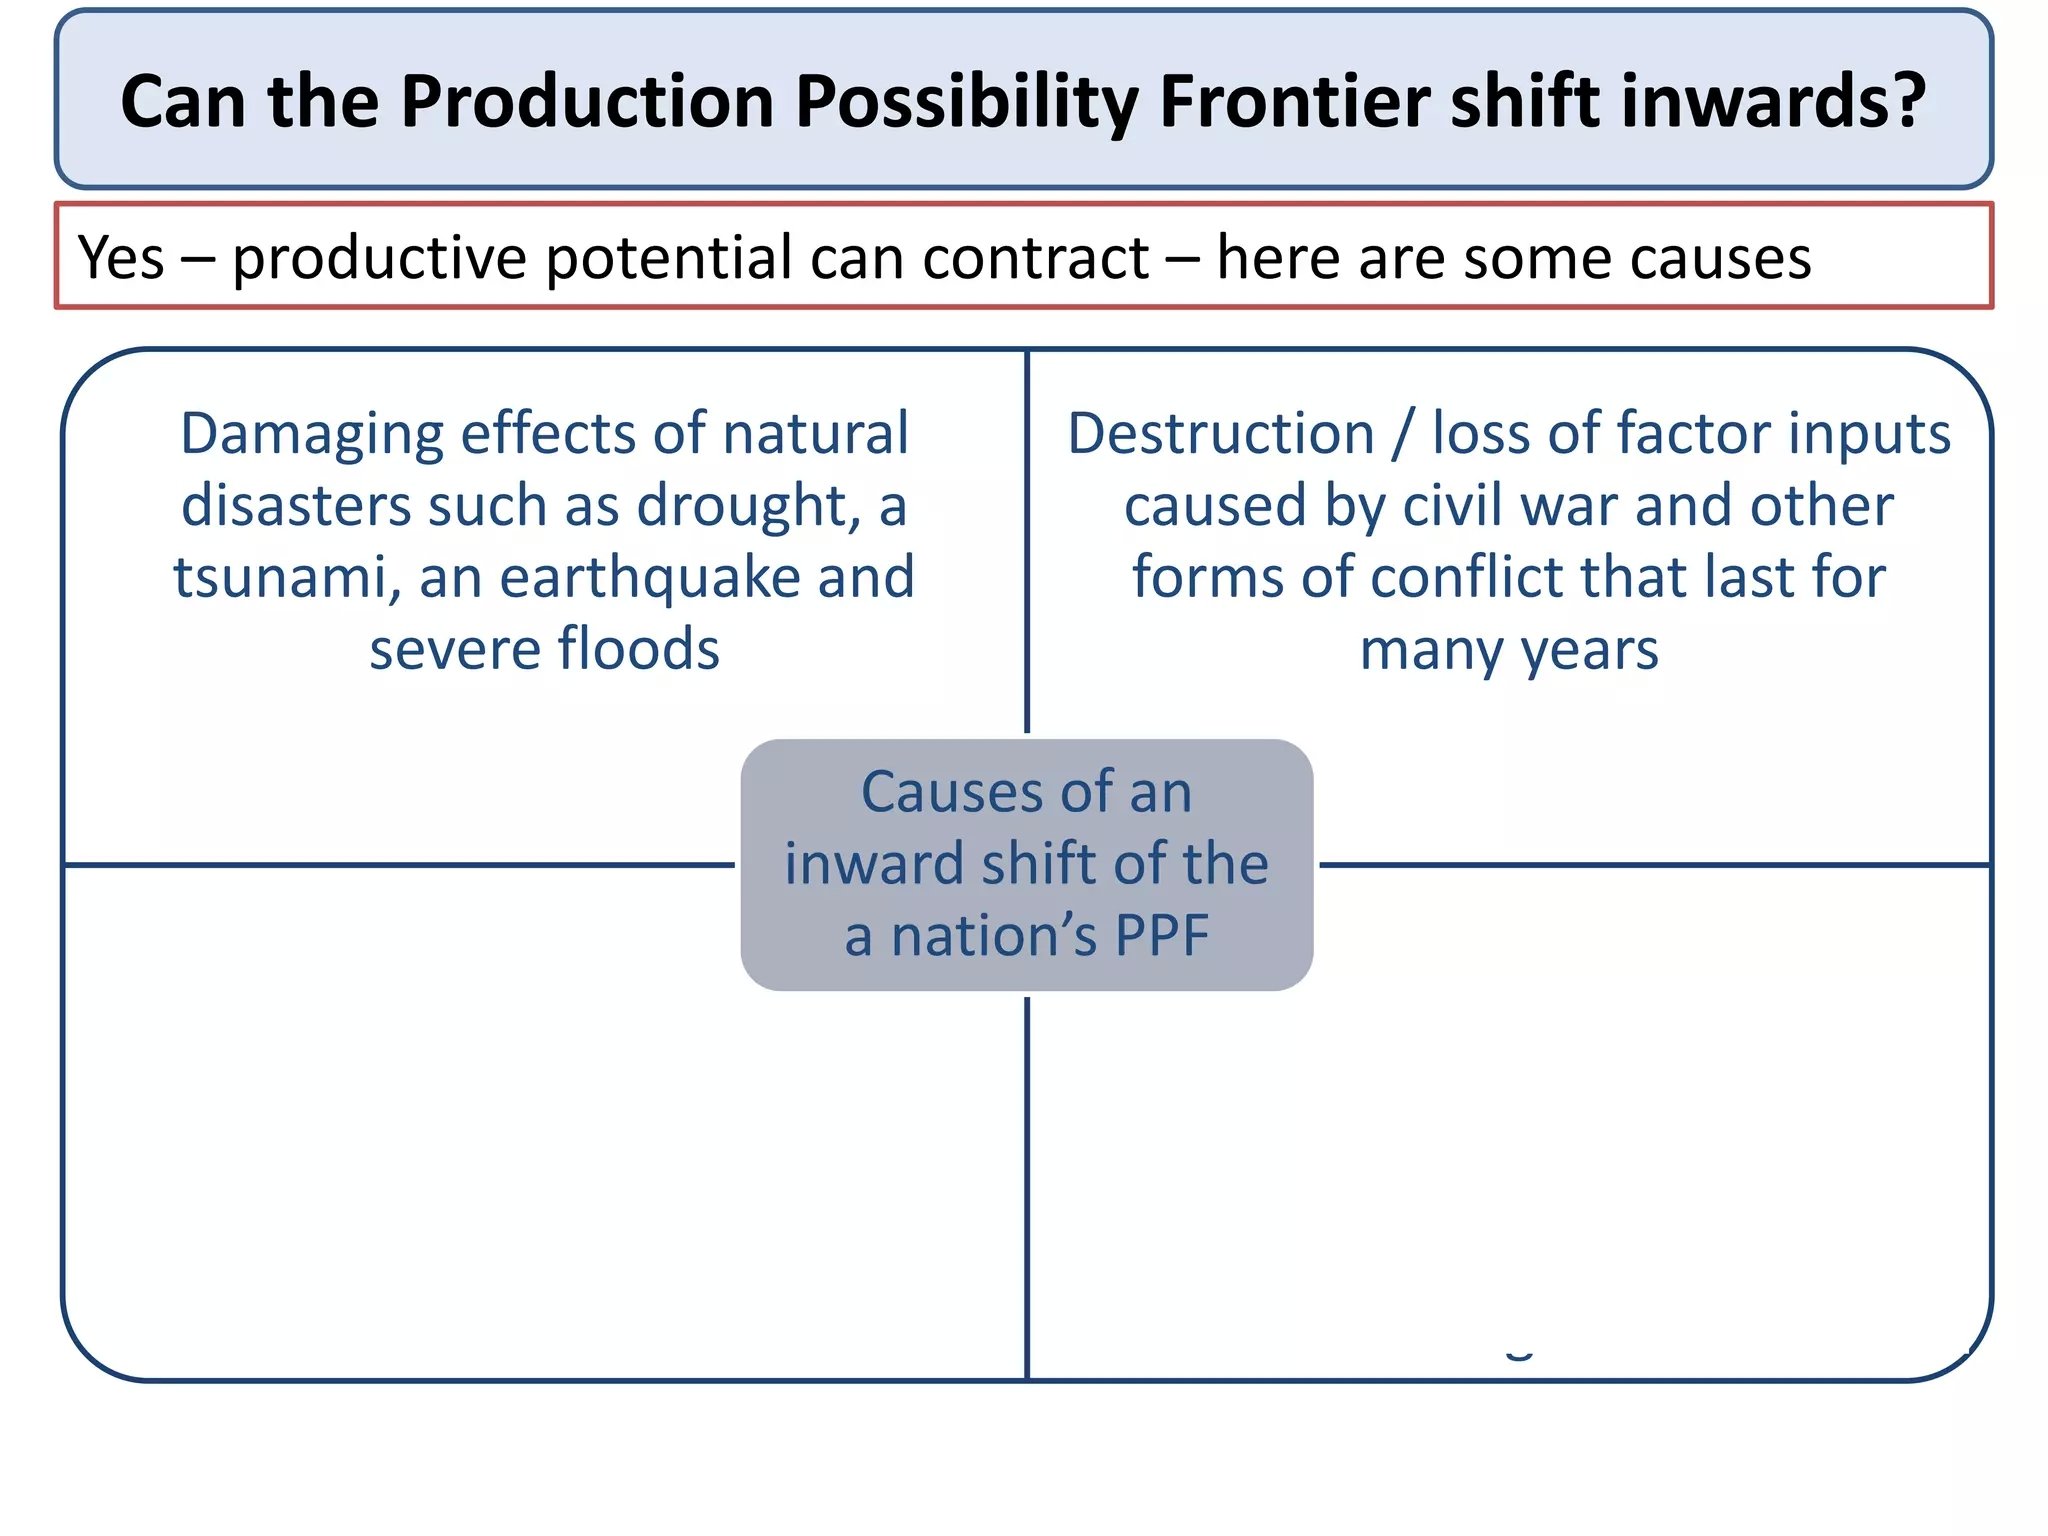 Can the Production Possibility Frontier shift inwards?
Yes – productive potential can contract – here are some causes
Damaging effects of natural
disasters such as drought, a
tsunami, an earthquake and
severe floods
Destruction / loss of factor inputs
caused by civil war and other
forms of conflict that last for
many years
Causes of an
inward shift of the
a nation’s PPF